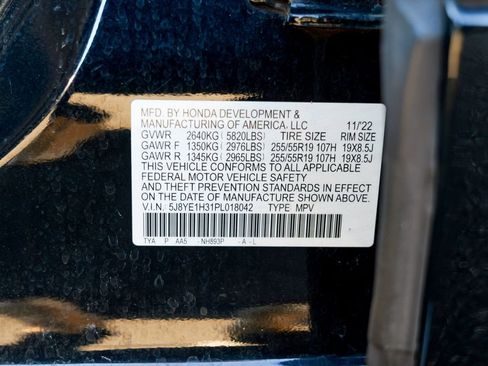 MFD. BY HONDA DEVELOPMENT &
MANUFACTURING OF AMERICA, LLC 11/'22
GVWR 2640KG ( 5820LBS) TIRE SIZE RIM SIZE
GAWR F 1350KG ( 2976LBS) 255/55R19 107H 19X8.5J
GAWR R 1345KG ( 2965LBS) 255/55R19 107H 19X8.5J
THIS VEHICLE CONFORMS TO ALL APPLICABLE
FEDERAL MOTOR VEHICLE SAFETY
AND THEFT PREVENTION STANDARDS IN EFFECT
ON THE DATE OF MANUFACTURE SHOWN ABOVE.
V.I.N. 5J8YE1H31PL018042 TYPE: MPV
TYA P AA5 - NH893P - A - L